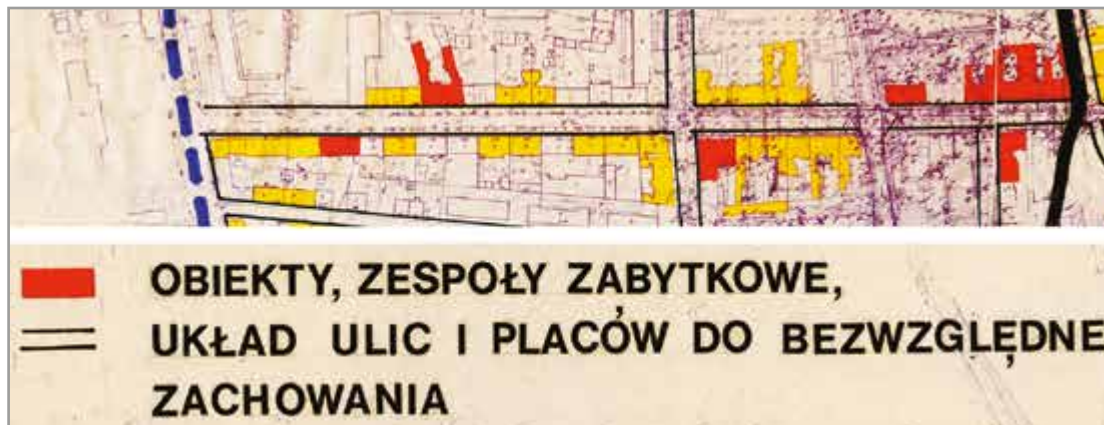 OBIEKTY, ZESPOŁY ZABYTKOWE,
UKŁAD ULIC I PLACÓW DO BEZWZGLĘDNE
ZACHOWANIA